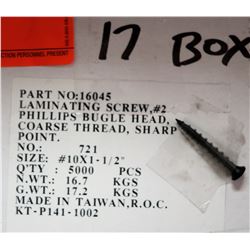 ACTION PERSONNEL PRESENT
17 BOX
PART NO:16045
LAMINATING SCREW,#2
PHILLIPS BUGLE HEAD,
COARSE THREAD, SHARP
POINT.
NO.: 721
SIZE: #10X1-1/2"
Q'TY: 5000 PCS
N.WT: 16.7 KGS
G.WT: 17.2 KGS
MADE IN TAIWAN,R.O.C.
KT-P141-1002